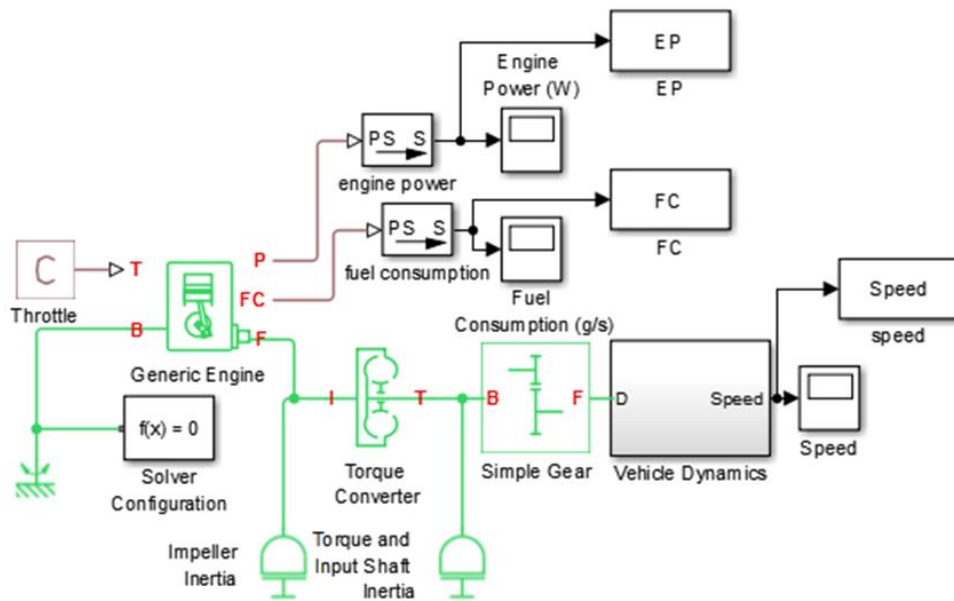 EP
EP
Engine
Power (W)
PS S
engine power
FC
FC
PS S
fuel consumption
Fuel
Consumption (g/s)
P
FC
C
T
Throttle
B
F
Generic Engine
Speed
speed
I
T
B
F
D
Speed
Speed
f(x) = 0
Solver
Configuration
Torque
Converter
Simple Gear
Vehicle Dynamics
Impeller
Inertia
Torque and
Input Shaft
Inertia